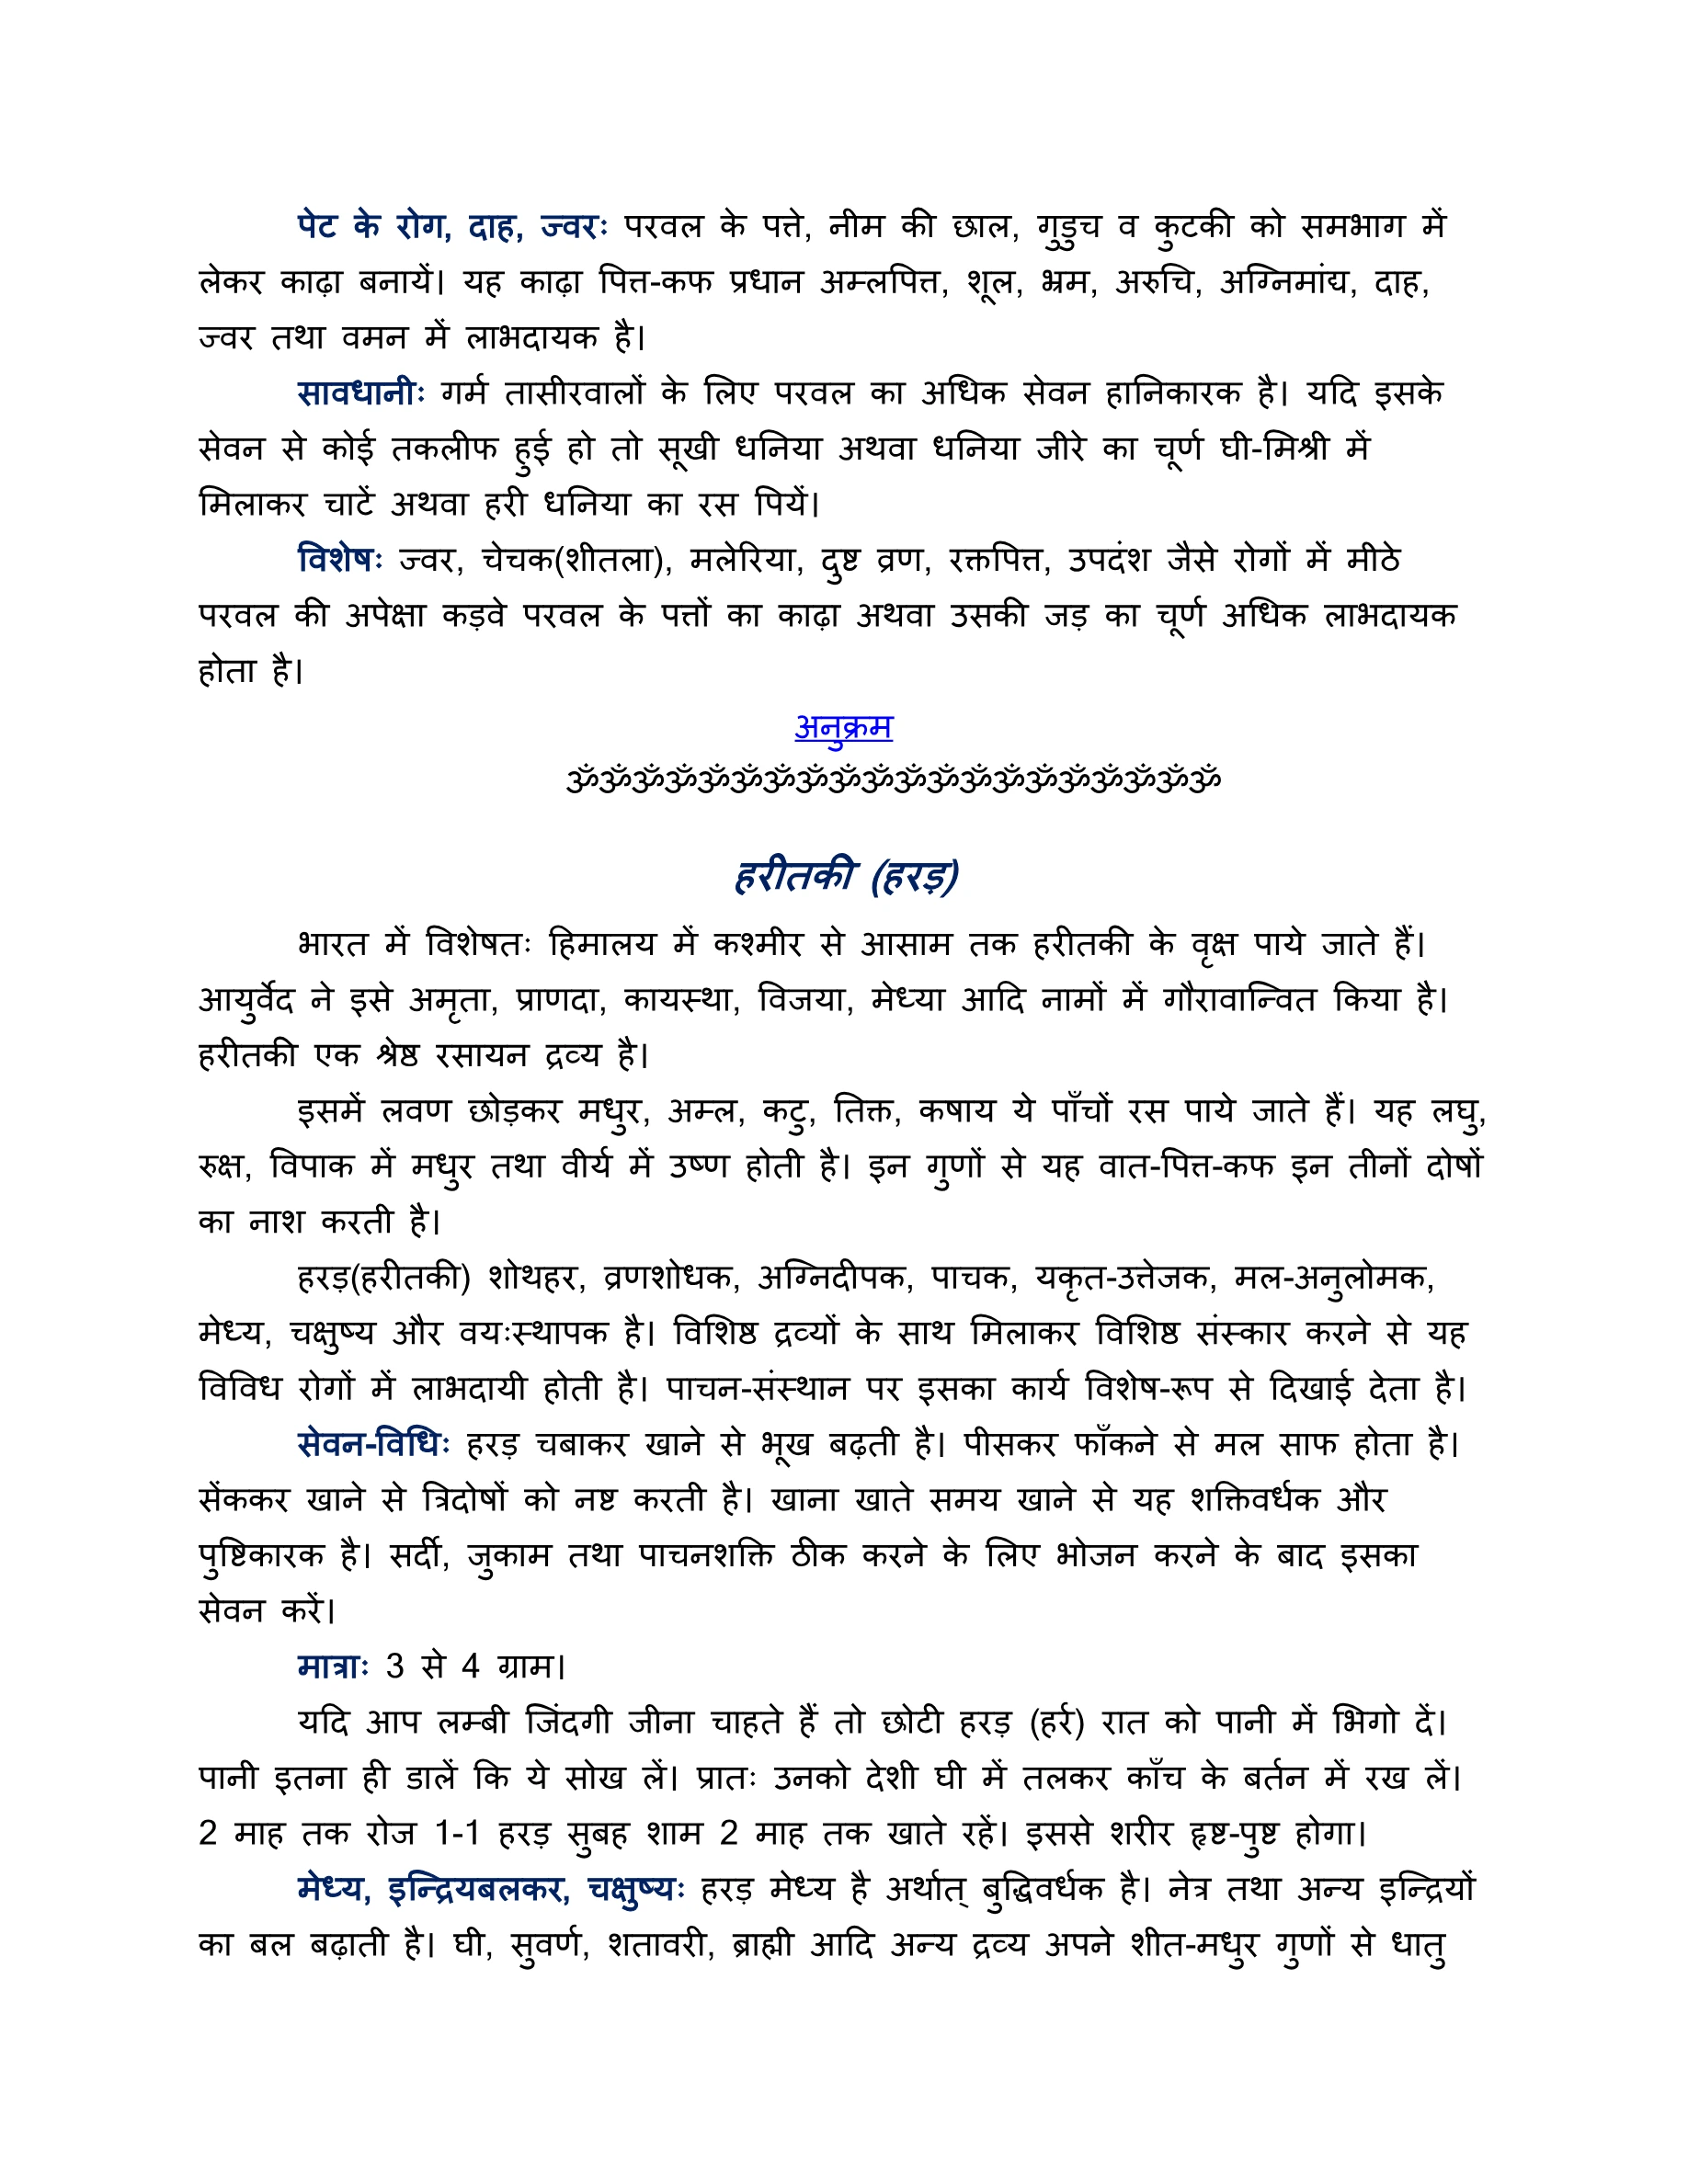 पेट के रोग, दाह, ज्वरः परवल के पत्ते, नीम की छाल, गुडुच व कुटकी को समभाग में
लेकर काढ़ा बनायें। यह काढ़ा पित्त-कफ प्रधान अम्लपित्त, शूल, भ्रम, अरुचि, अग्निमांद्य, दाह,
ज्वर तथा वमन में लाभदायक है।
सावधानीः गर्म तासीरवालों के लिए परवल का अधिक सेवन हानिकारक है। यदि इसके
सेवन से कोई तकलीफ हुई हो तो सूखी धनिया अथवा धनिया जीरे का चूर्ण घी-मिश्री में
मिलाकर चाटें अथवा हरी धनिया का रस पियें।
विशेषः ज्वर, चेचक(शीतला), मलेरिया, दुष्ट व्रण, रक्तपित्त, उपदंश जैसे रोगों में मीठे
परवल की अपेक्षा कड़वे परवल के पत्तों का काढ़ा अथवा उसकी जड़ का चूर्ण अधिक लाभदायक
होता है।
अनुक्रम
ॐॐॐॐॐॐॐॐॐॐॐॐॐॐॐॐॐॐॐॐ
हरीतकी (हरड़)
भारत में विशेषतः हिमालय में कश्मीर से आसाम तक हरीतकी के वृक्ष पाये जाते हैं।
आयुर्वेद ने इसे अमृता, प्राणदा, कायस्था, विजया, मेध्या आदि नामों में गौरावान्वित किया है।
हरीतकी एक श्रेष्ठ रसायन द्रव्य है।
इसमें लवण छोड़कर मधुर, अम्ल, कटु, तिक्त, कषाय ये पाँचों रस पाये जाते हैं। यह लघु,
रुक्ष, विपाक में मधुर तथा वीर्य में उष्ण होती है। इन गुणों से यह वात-पित्त-कफ इन तीनों दोषों
का नाश करती है।
हरड़(हरीतकी) शोथहर, व्रणशोधक, अग्निदीपक, पाचक, यकृत-उत्तेजक, मल-अनुलोमक,
मेध्य, चक्षुष्य और वयःस्थापक है। विशिष्ठ द्रव्यों के साथ मिलाकर विशिष्ठ संस्कार करने से यह
विविध रोगों में लाभदायी होती है। पाचन-संस्थान पर इसका कार्य विशेष-रूप से दिखाई देता है।
सेवन-विधिः हरड़ चबाकर खाने से भूख बढ़ती है। पीसकर फाँकने से मल साफ होता है।
सेंककर खाने से त्रिदोषों को नष्ट करती है। खाना खाते समय खाने से यह शक्तिवर्धक और
पुष्टिकारक है। सर्दी, जुकाम तथा पाचनशक्ति ठीक करने के लिए भोजन करने के बाद इसका
सेवन करें।
मात्राः 3 से 4 ग्राम।
यदि आप लम्बी जिंदगी जीना चाहते हैं तो छोटी हरड़ (हर्र) रात को पानी में भिगो दें।
पानी इतना ही डालें कि ये सोख लें। प्रातः उनको देशी घी में तलकर काँच के बर्तन में रख लें।
2 माह तक रोज 1-1 हरड़ सुबह शाम 2 माह तक खाते रहें। इससे शरीर हृष्ट-पुष्ट होगा।
मेध्य, इन्द्रियबलकर, चक्षुष्यः हरड़ मेध्य है अर्थात् बुद्धिवर्धक है। नेत्र तथा अन्य इन्द्रियों
का बल बढ़ाती है। घी, सुवर्ण, शतावरी, ब्राह्मी आदि अन्य द्रव्य अपने शीत-मधुर गुणों से धातु